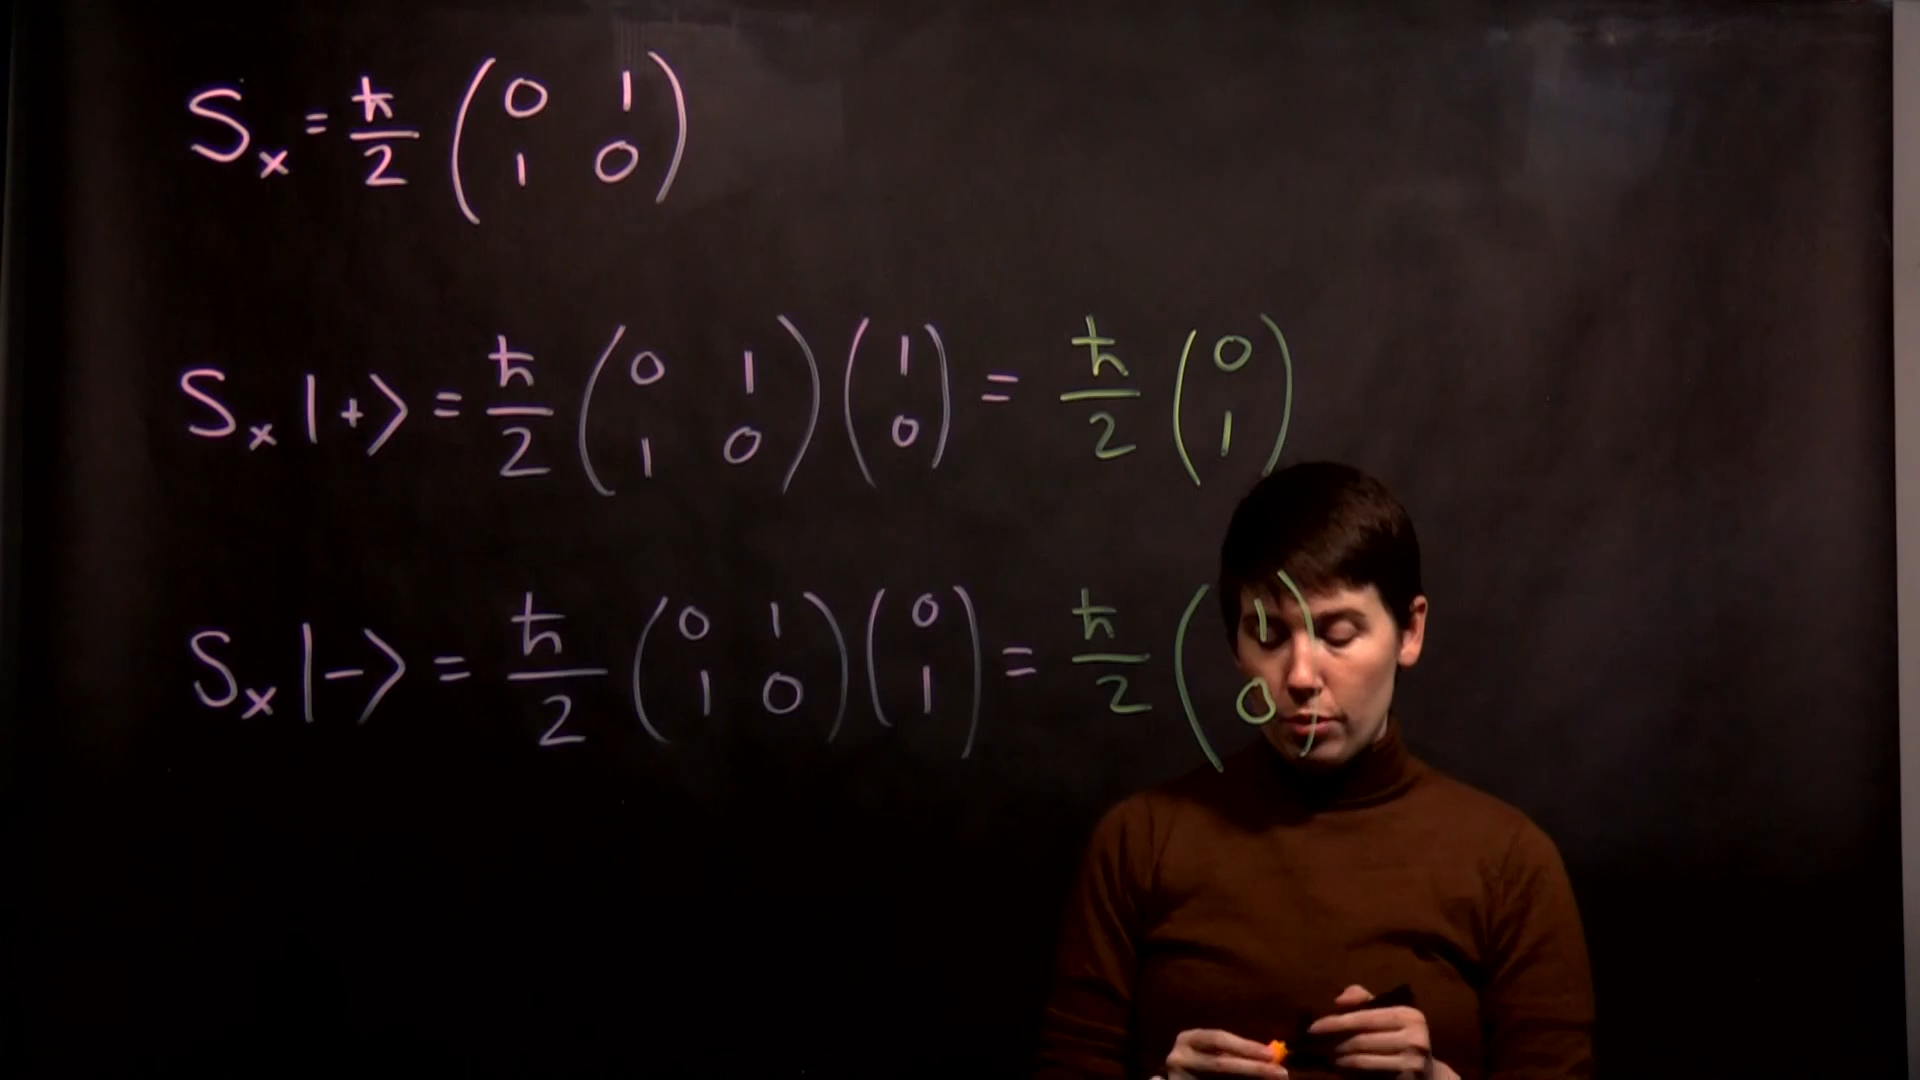 Sₓ = ħ/2 (0 1; 1 0)
Sₓ |+⟩ = ħ/2 (0 1; 1 0) (1; 0) = ħ/2 (0; 1)
Sₓ |−⟩ = ħ/2 (0 1; 1 0) (0; 1) = ħ/2 (1; 0)